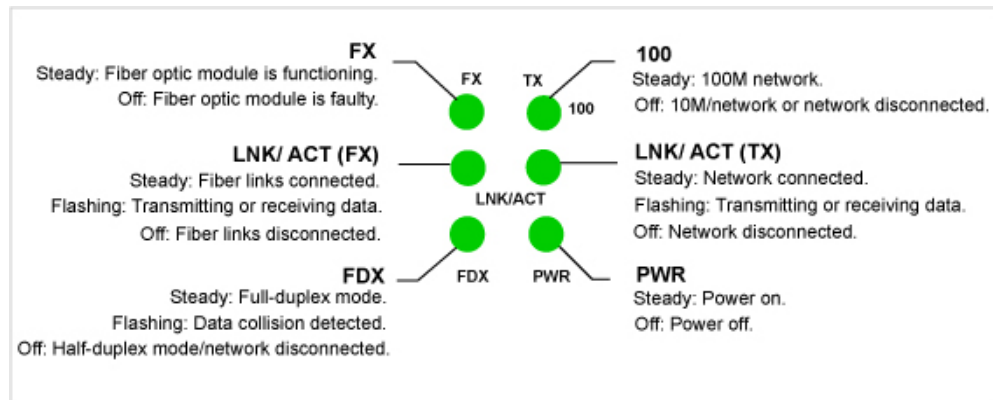 FX
Steady: Fiber optic module is functioning.
Off: Fiber optic module is faulty.
LNK/ ACT (FX)
Steady: Fiber links connected.
Flashing: Transmitting or receiving data.
Off: Fiber links disconnected.
FDX
Steady: Full-duplex mode.
Flashing: Data collision detected.
Off: Half-duplex mode/network disconnected.
FX TX
100
LNK/ACT
FDX PWR
100
Steady: 100M network.
Off: 10M/network or network disconnected.
LNK/ ACT (TX)
Steady: Network connected.
Flashing: Transmitting or receiving data.
Off: Network disconnected.
PWR
Steady: Power on.
Off: Power off.